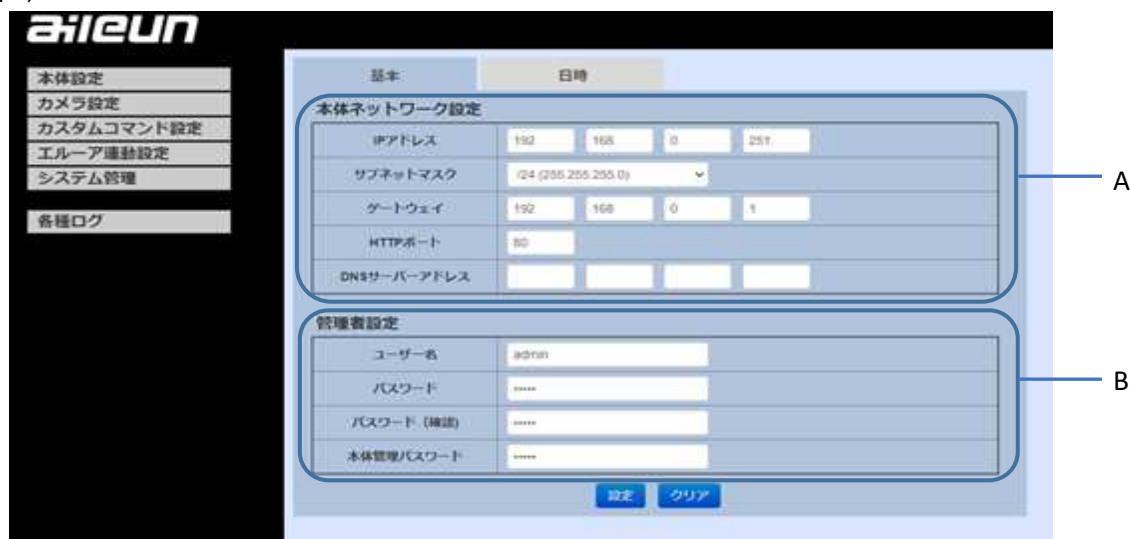 aileun
本体設定
カメラ設定
カスタムコマンド設定
エルーア連動設定
システム管理
各種ログ
基本 日時
本体ネットワーク設定
IPアドレス 192 168 0 251
サブネットマスク /24 (255.255.255.0)
ゲートウェイ 192 168 0 1
HTTPポート 80
DNSサーバーアドレス
A
管理者設定
ユーザー名 admin
パスワード •••••
パスワード (確認) •••••
本体管理パスワード •••••
B
設定 クリア